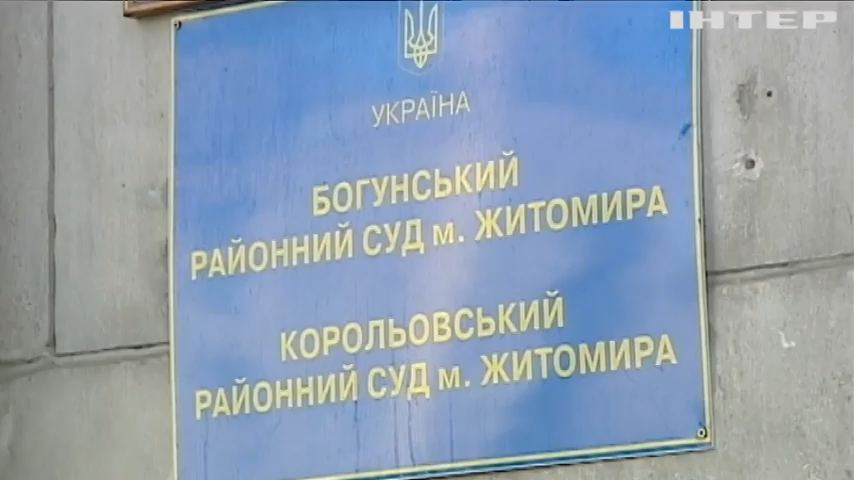 ІНТЕР
УКРАЇНА
БОГУНСЬКИЙ
РАЙОННИЙ СУД м. ЖИТОМИРА
КОРОЛЬОВСЬКИЙ
РАЙОННИЙ СУД м. ЖИТОМИРА